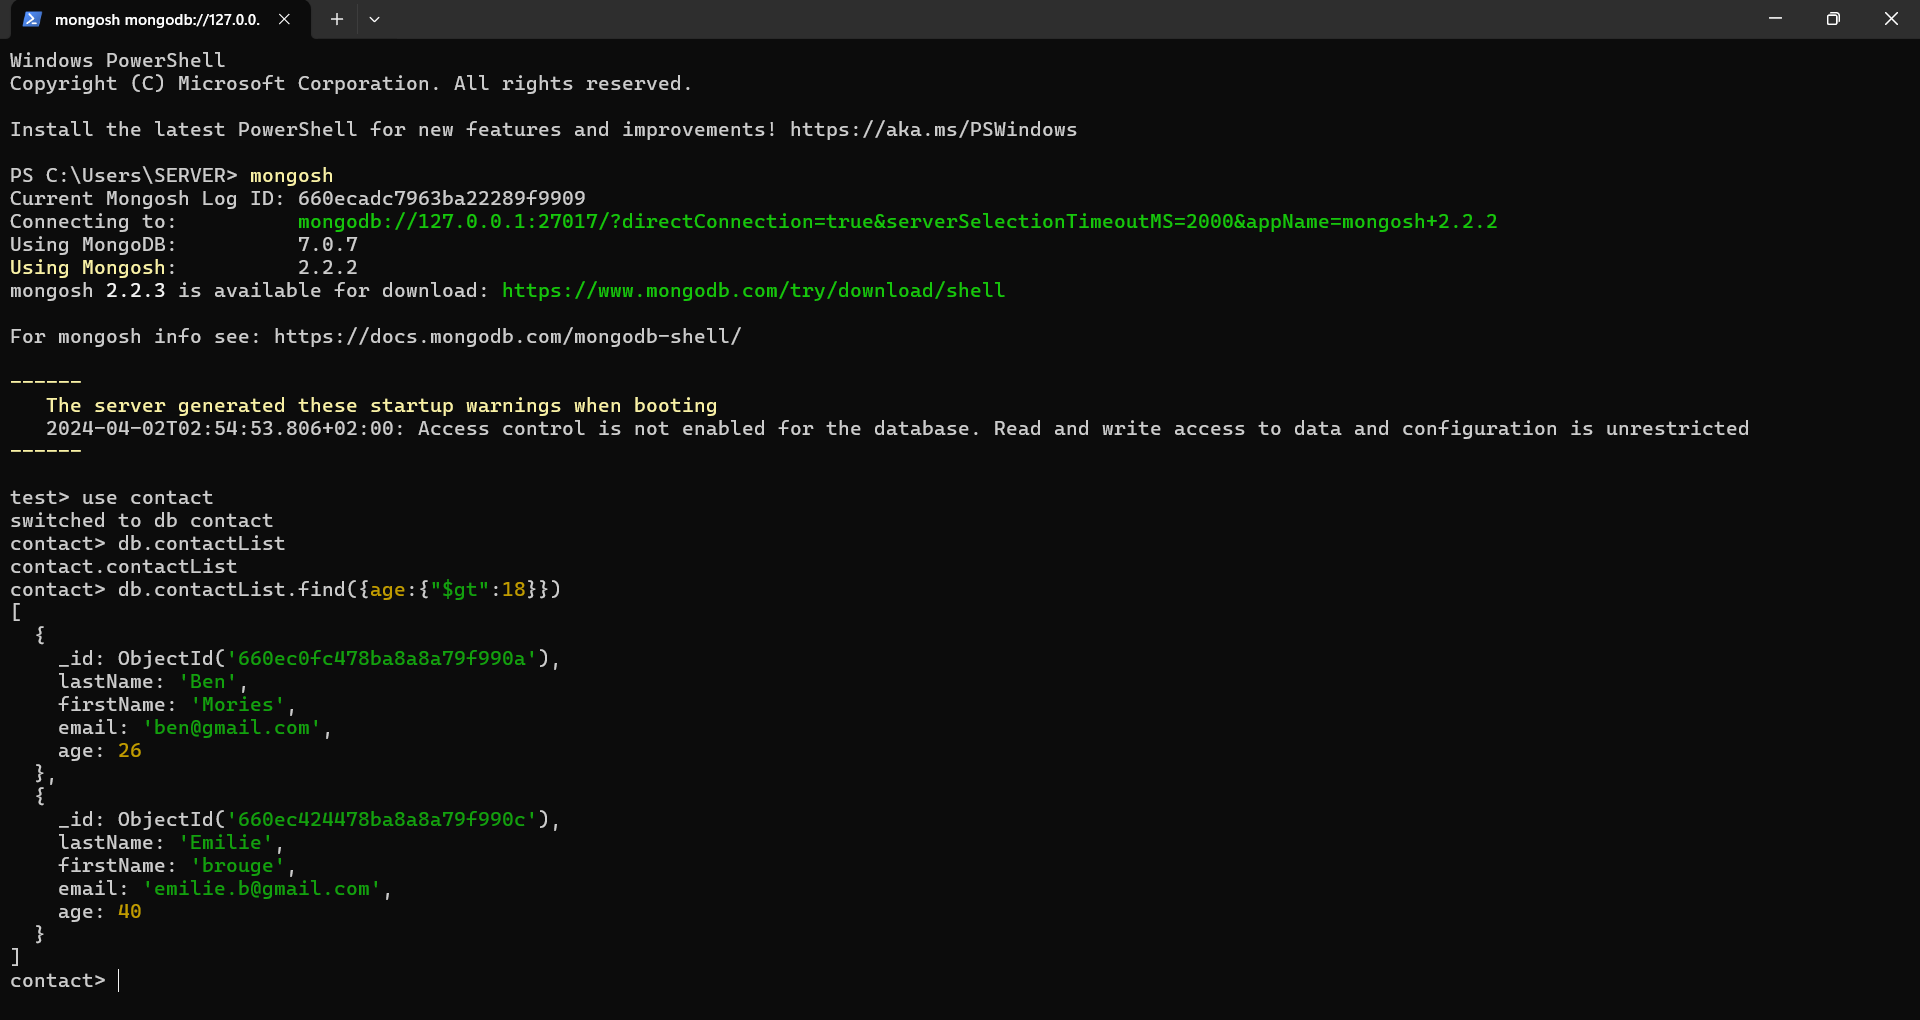 mongosh mongodb://127.0.0.
Windows PowerShell
Copyright (C) Microsoft Corporation. All rights reserved.
Install the latest PowerShell for new features and improvements! https://aka.ms/PSWindows
PS C:\Users\SERVER> mongosh
Current Mongosh Log ID: 660ecadc7963ba22289f9909
Connecting to:          mongodb://127.0.0.1:27017/?directConnection=true&serverSelectionTimeoutMS=2000&appName=mongosh+2.2.2
Using MongoDB:          7.0.7
Using Mongosh:          2.2.2
mongosh 2.2.3 is available for download: https://www.mongodb.com/try/download/shell
For mongosh info see: https://docs.mongodb.com/mongodb-shell/
------
   The server generated these startup warnings when booting
   2024-04-02T02:54:53.806+02:00: Access control is not enabled for the database. Read and write access to data and configuration is unrestricted
------
test> use contact
switched to db contact
contact> db.contactList
contact.contactList
contact> db.contactList.find({age:{"$gt":18}})
[
  {
    _id: ObjectId('660ec0fc478ba8a8a79f990a'),
    lastName: 'Ben',
    firstName: 'Mories',
    email: 'ben@gmail.com',
    age: 26
  },
  {
    _id: ObjectId('660ec424478ba8a8a79f990c'),
    lastName: 'Emilie',
    firstName: 'brouge',
    email: 'emilie.b@gmail.com',
    age: 40
  }
]
contact>